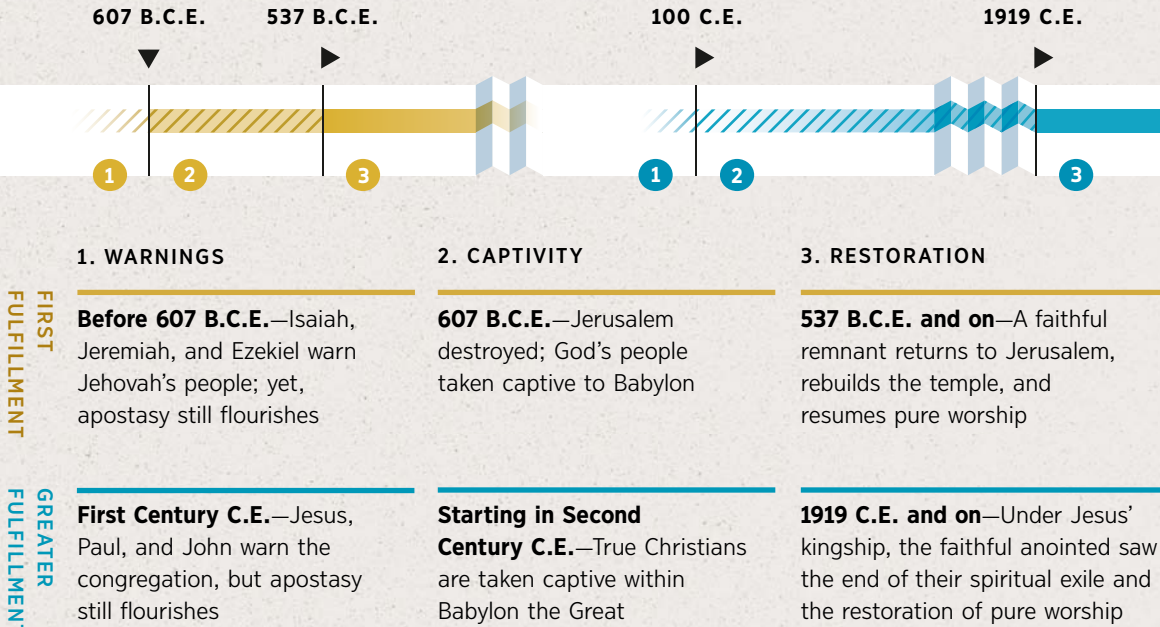 607 B.C.E.
537 B.C.E.
100 C.E.
1919 C.E.
1
2
3
1
2
3
1. WARNINGS
2. CAPTIVITY
3. RESTORATION
FIRST
FULFILLMENT
Before 607 B.C.E.—Isaiah,
Jeremiah, and Ezekiel warn
Jehovah’s people; yet,
apostasy still flourishes
607 B.C.E.—Jerusalem
destroyed; God’s people
taken captive to Babylon
537 B.C.E. and on—A faithful
remnant returns to Jerusalem,
rebuilds the temple, and
resumes pure worship
GREATER
FULFILLMENT
First Century C.E.—Jesus,
Paul, and John warn the
congregation, but apostasy
still flourishes
Starting in Second
Century C.E.—True Christians
are taken captive within
Babylon the Great
1919 C.E. and on—Under Jesus’
kingship, the faithful anointed saw
the end of their spiritual exile and
the restoration of pure worship